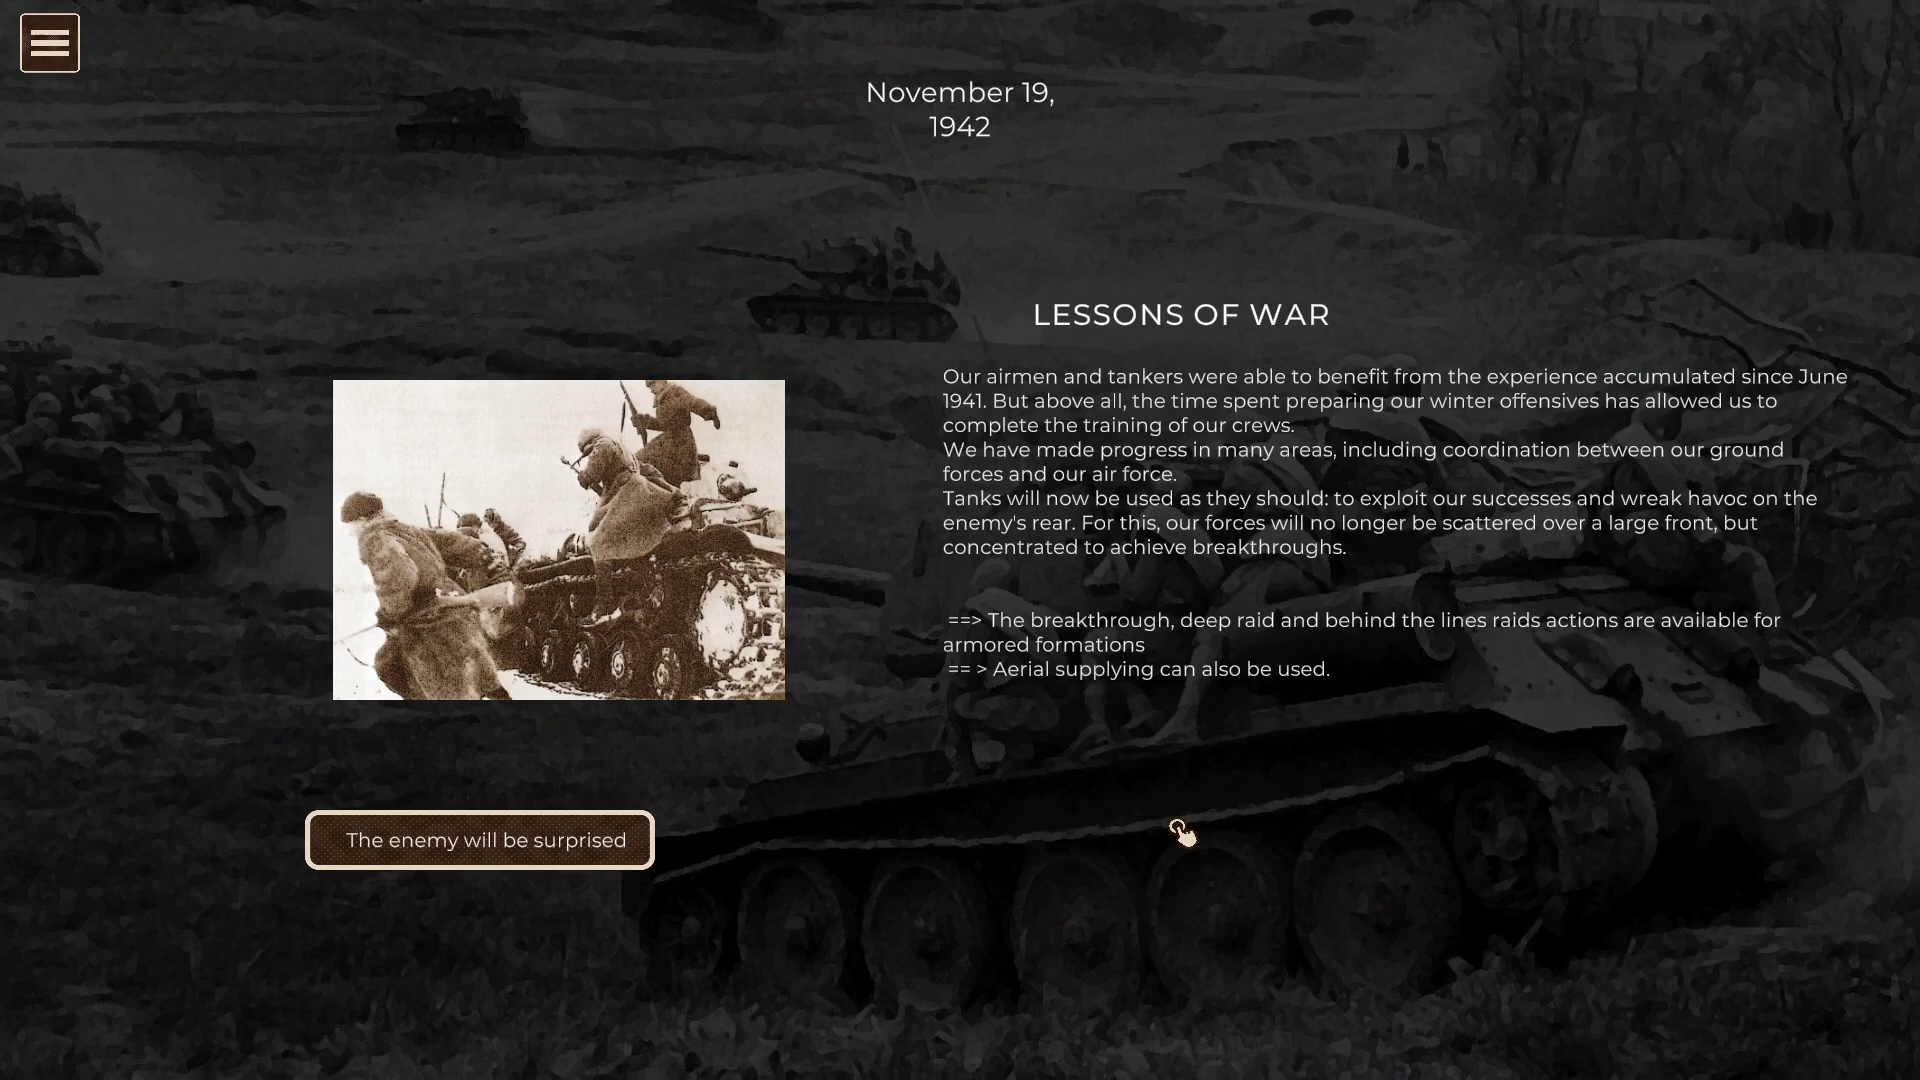 November 19,
1942
LESSONS OF WAR
Our airmen and tankers were able to benefit from the experience accumulated since June
1941. But above all, the time spent preparing our winter offensives has allowed us to
complete the training of our crews.
We have made progress in many areas, including coordination between our ground
forces and our air force.
Tanks will now be used as they should: to exploit our successes and wreak havoc on the
enemy's rear. For this, our forces will no longer be scattered over a large front, but
concentrated to achieve breakthroughs.
==> The breakthrough, deep raid and behind the lines raids actions are available for
armored formations
== > Aerial supplying can also be used.
The enemy will be surprised